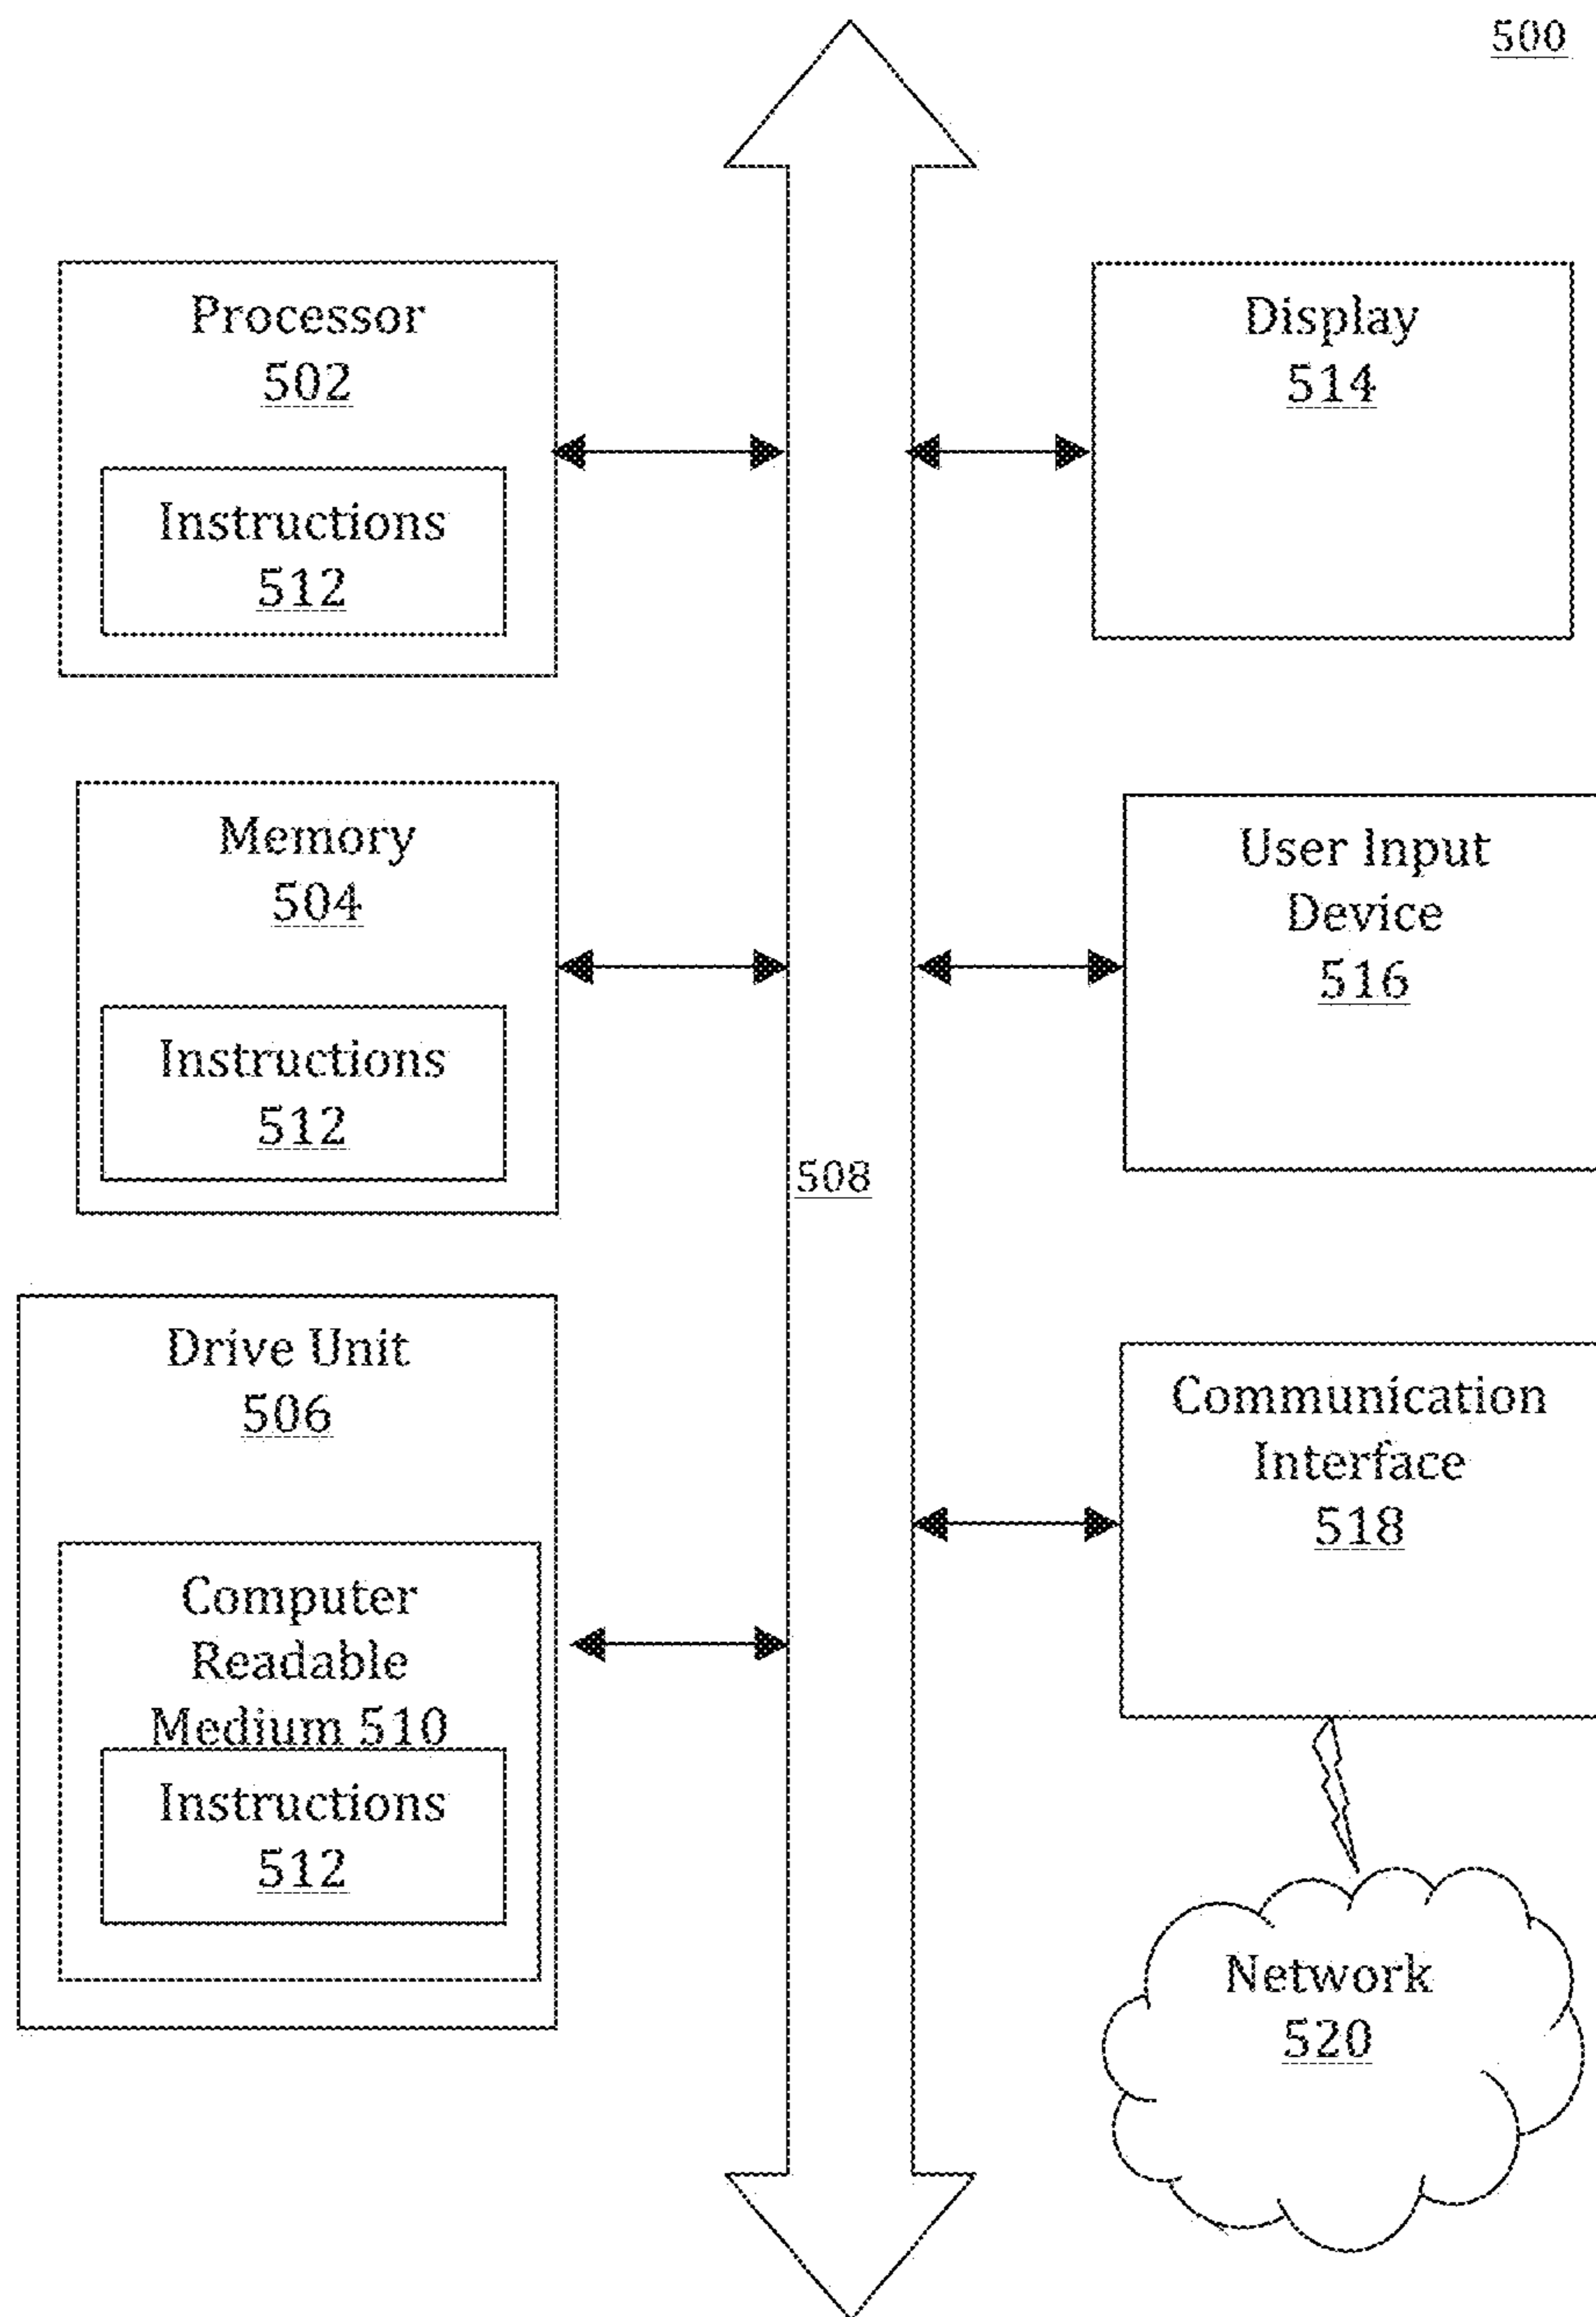 500
Processor
502
Instructions
512
Display
514
Memory
504
Instructions
512
User Input
Device
516
508
Drive Unit
506
Computer
Readable
Medium 510
Instructions
512
Communication
Interface
518
Network
520